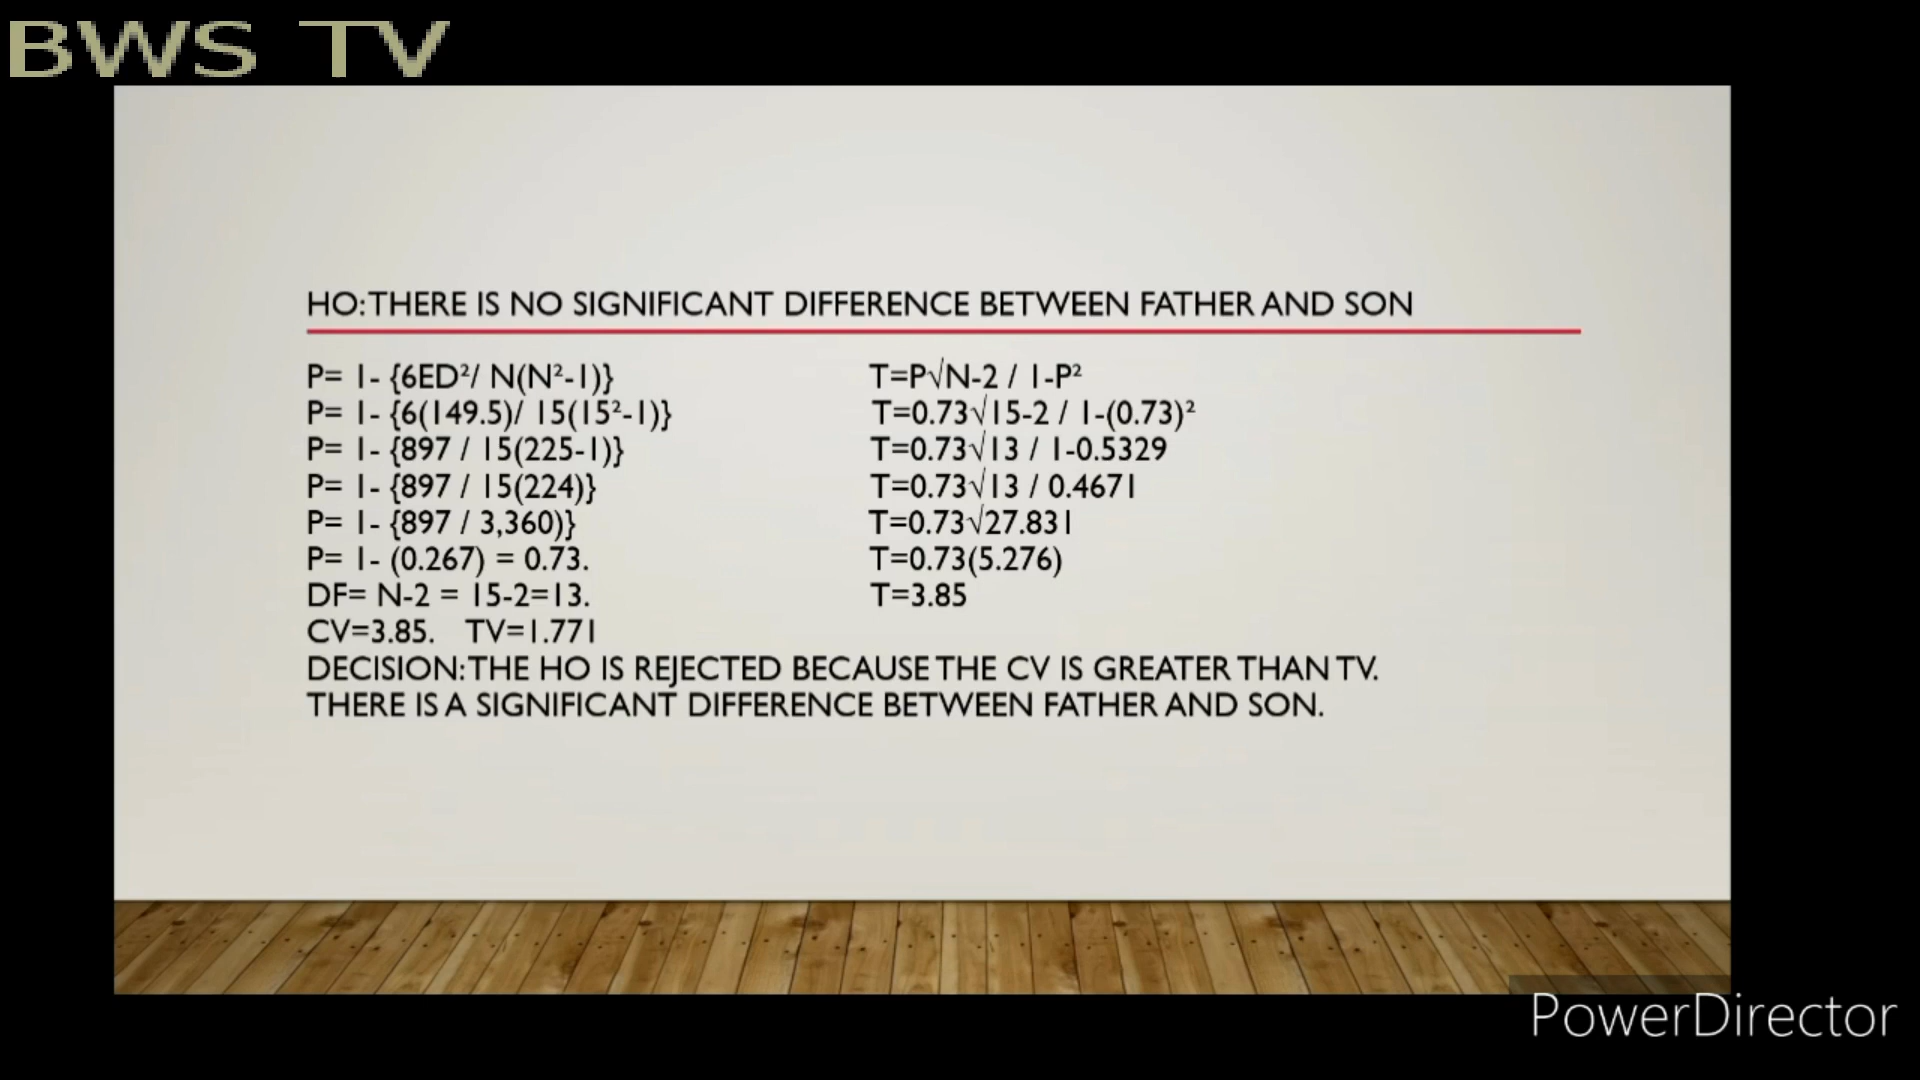 BWS TV
HO: THERE IS NO SIGNIFICANT DIFFERENCE BETWEEN FATHER AND SON
P= 1- {6ED²/ N(N²-1)}
P= 1- {6(149.5)/ 15(15²-1)}
P= 1- {897 / 15(225-1)}
P= 1- {897 / 15(224)}
P= 1- {897 / 3,360)}
P= 1- (0.267) = 0.73.
DF= N-2 = 15-2=13.
CV=3.85. TV=1.771
T=P√N-2 / 1-P²
T=0.73√15-2 / 1-(0.73)²
T=0.73√13 / 1-0.5329
T=0.73√13 / 0.4671
T=0.73√27.831
T=0.73(5.276)
T=3.85
DECISION: THE HO IS REJECTED BECAUSE THE CV IS GREATER THAN TV.
THERE IS A SIGNIFICANT DIFFERENCE BETWEEN FATHER AND SON.
PowerDirector